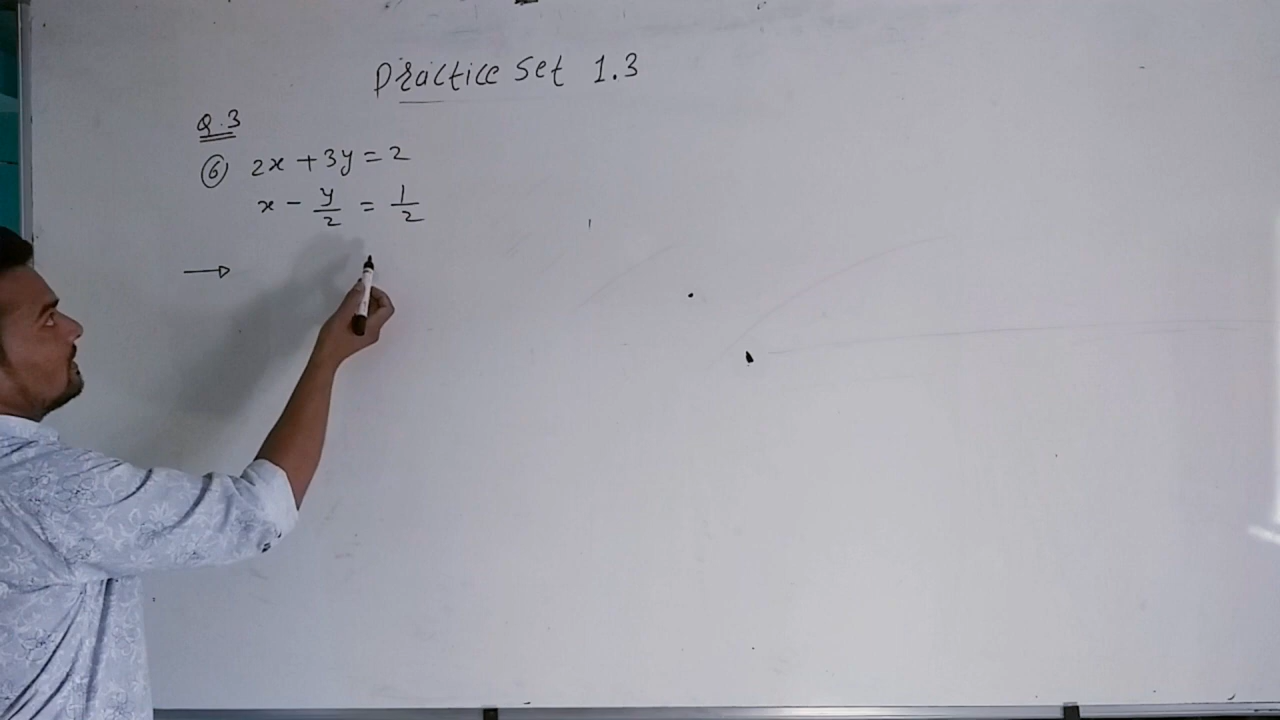 Practice Set 1.3
Q.3
⑥ 2x + 3y = 2
x - y/2 = 1/2
→